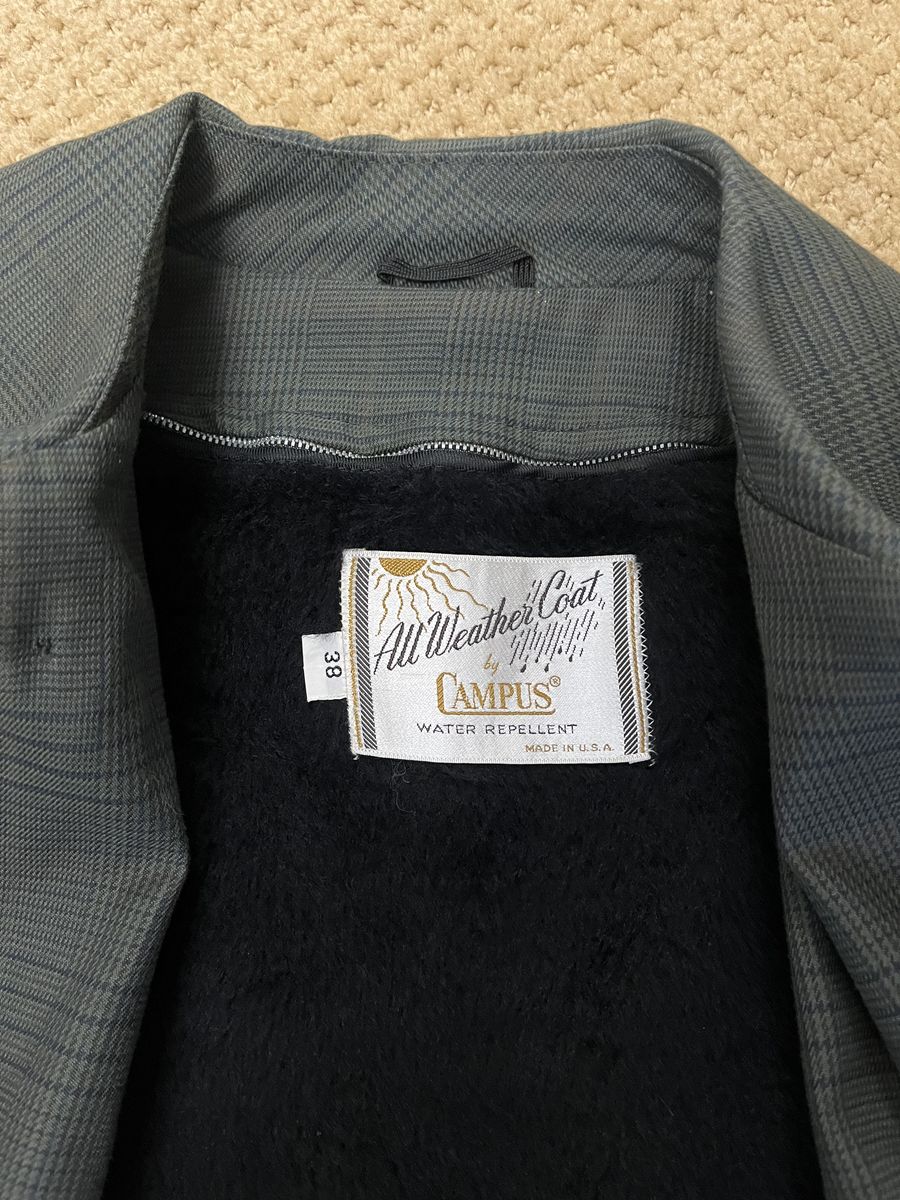 All Weather Coat
by
CAMPUS®
WATER REPELLENT
MADE IN U.S.A.
38